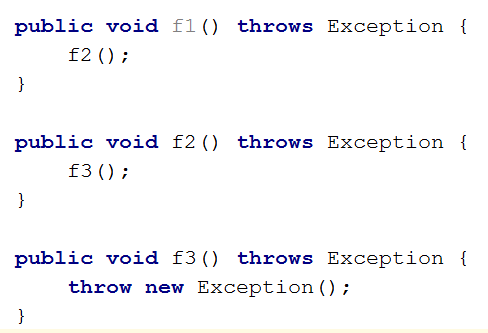 public void f1() throws Exception {
    f2();
}

public void f2() throws Exception {
    f3();
}

public void f3() throws Exception {
    throw new Exception();
}